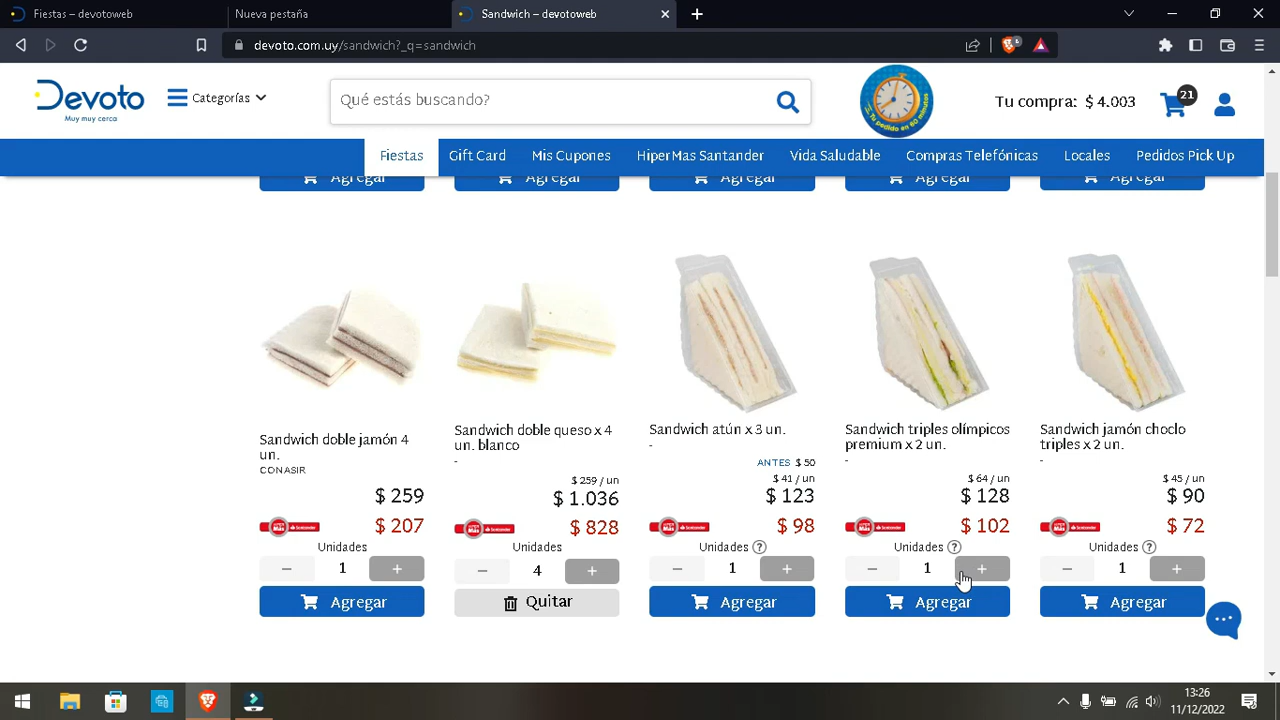 Fiestas – devotoweb
Nueva pestaña
Sandwich – devotoweb
devoto.com.uy/sandwich?_q=sandwich
6
Devoto
Muy muy cerca
Categorías
Qué estás buscando?
Tu pedido en 60 minutos
Tu compra: $ 4.003
21
Fiestas
Gift Card
Mis Cupones
HiperMas Santander
Vida Saludable
Compras Telefónicas
Locales
Pedidos Pick Up
Agregar
Agregar
Agregar
Agregar
Agregar
Sandwich doble jamón 4
un.
CONASIR
$ 259
$ 207
Unidades
− 1 +
Agregar
Sandwich doble queso x 4
un. blanco
-
$ 259 / un
$ 1.036
$ 828
Unidades
− 4 +
Quitar
Sandwich atún x 3 un.
-
ANTES $ 50
$ 41 / un
$ 123
$ 98
Unidades ?
− 1 +
Agregar
Sandwich triples olímpicos
premium x 2 un.
-
$ 64 / un
$ 128
$ 102
Unidades ?
− 1 +
Agregar
Sandwich jamón choclo
triples x 2 un.
-
$ 45 / un
$ 90
$ 72
Unidades ?
− 1 +
Agregar
13:26
11/12/2022